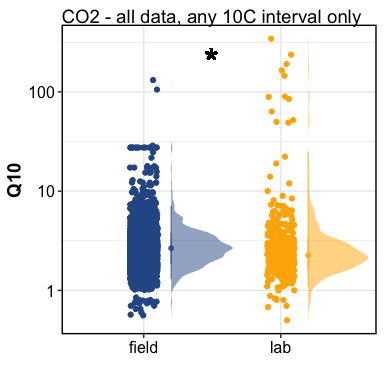 CO2 - all data, any 10C interval only
*
100
10
1
Q10
field
lab